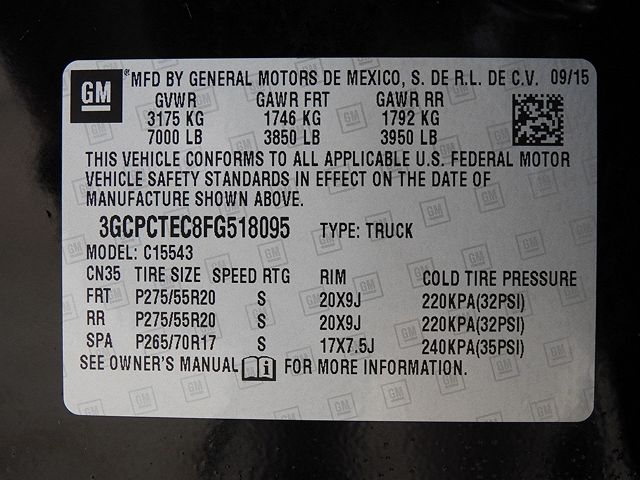 GM ®MFD BY GENERAL MOTORS DE MEXICO, S. DE R.L. DE C.V. 09/15
GVWR GAWR FRT GAWR RR
3175 KG 1746 KG 1792 KG
7000 LB 3850 LB 3950 LB
THIS VEHICLE CONFORMS TO ALL APPLICABLE U.S. FEDERAL MOTOR
VEHICLE SAFETY STANDARDS IN EFFECT ON THE DATE OF
MANUFACTURE SHOWN ABOVE.
3GCPCTEC8FG518095 TYPE: TRUCK
MODEL: C15543
CN35 TIRE SIZE SPEED RTG RIM COLD TIRE PRESSURE
FRT P275/55R20 S 20X9J 220KPA(32PSI)
RR P275/55R20 S 20X9J 220KPA(32PSI)
SPA P265/70R17 S 17X7.5J 240KPA(35PSI)
SEE OWNER'S MANUAL i FOR MORE INFORMATION.